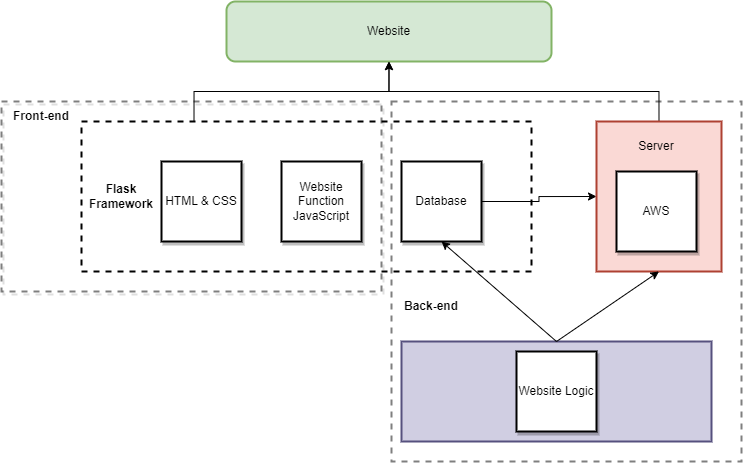 Website
Front-end
Flask
Framework
HTML & CSS
Website
Function
JavaScript
Database
Server
AWS
Back-end
Website Logic